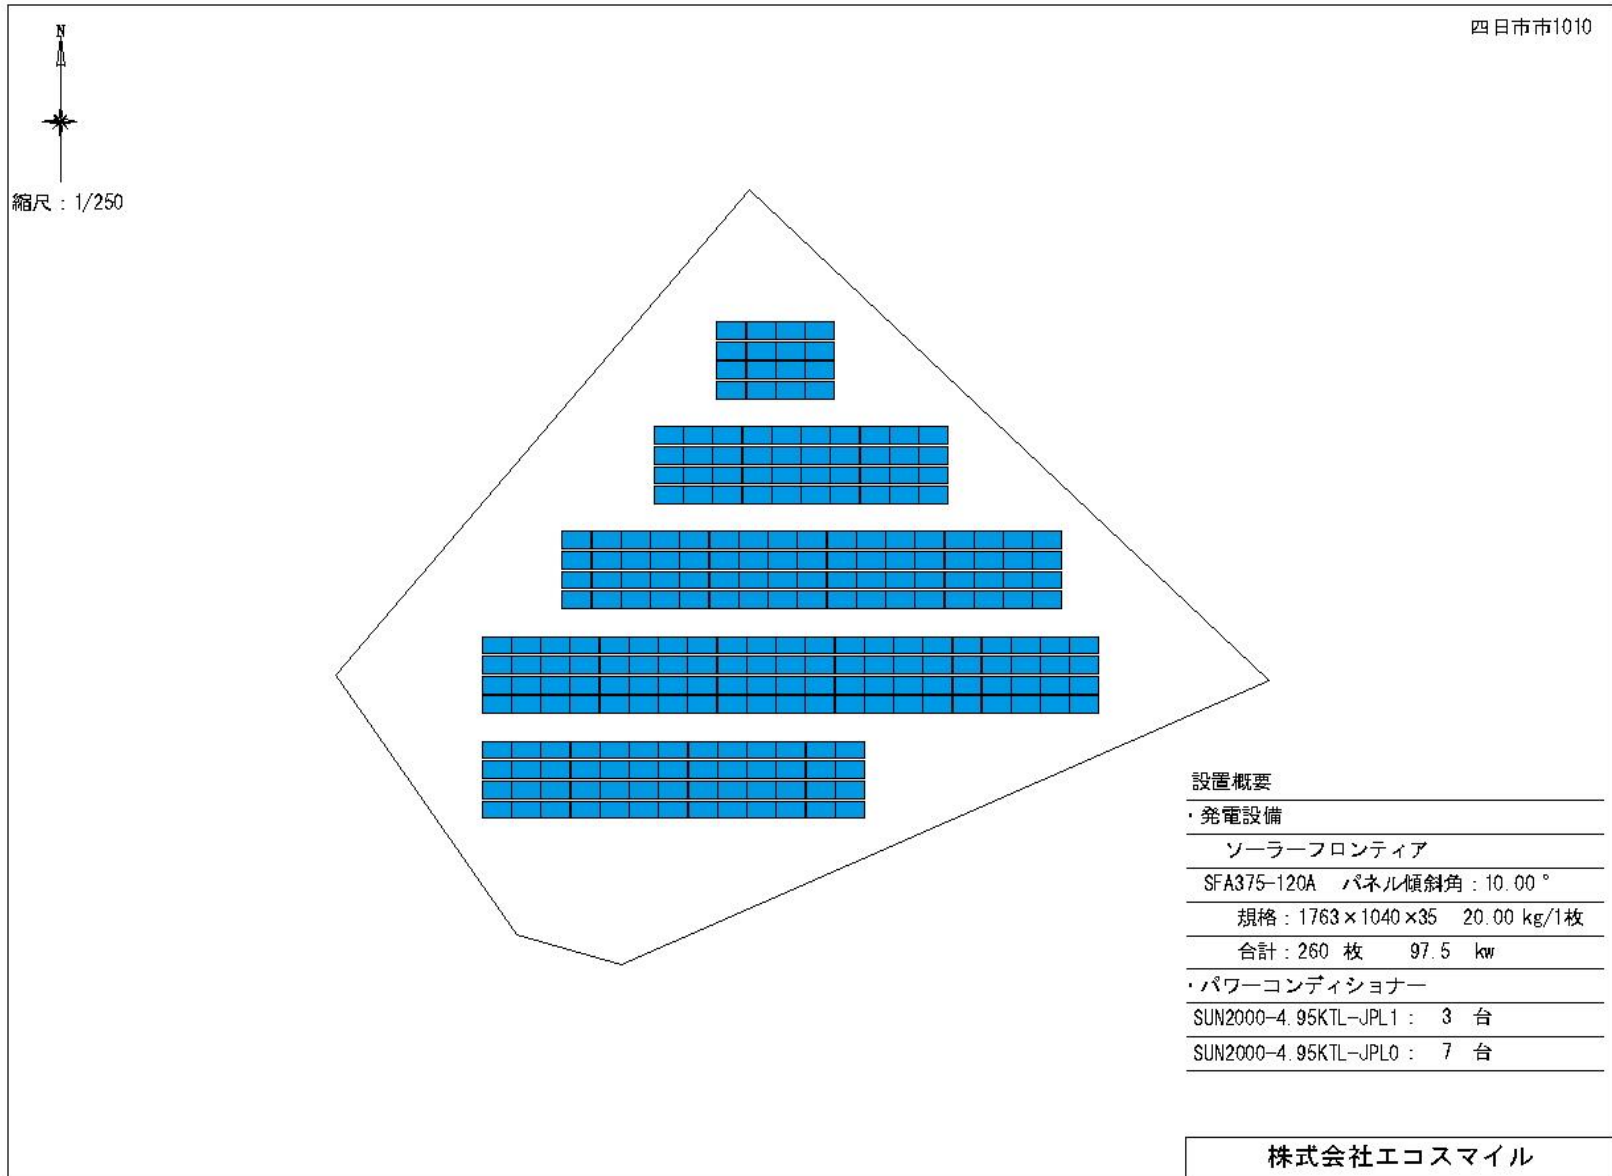 四日市市1010
N
縮尺：1/250
設置概要
・発電設備
ソーラーフロンティア
SFA375-120A パネル傾斜角：10.00°
規格：1763×1040×35 20.00 kg/1枚
合計：260 枚 97.5 kw
・パワーコンディショナー
SUN2000-4.95KTL-JPL1： 3 台
SUN2000-4.95KTL-JPL0： 7 台
株式会社エコスマイル